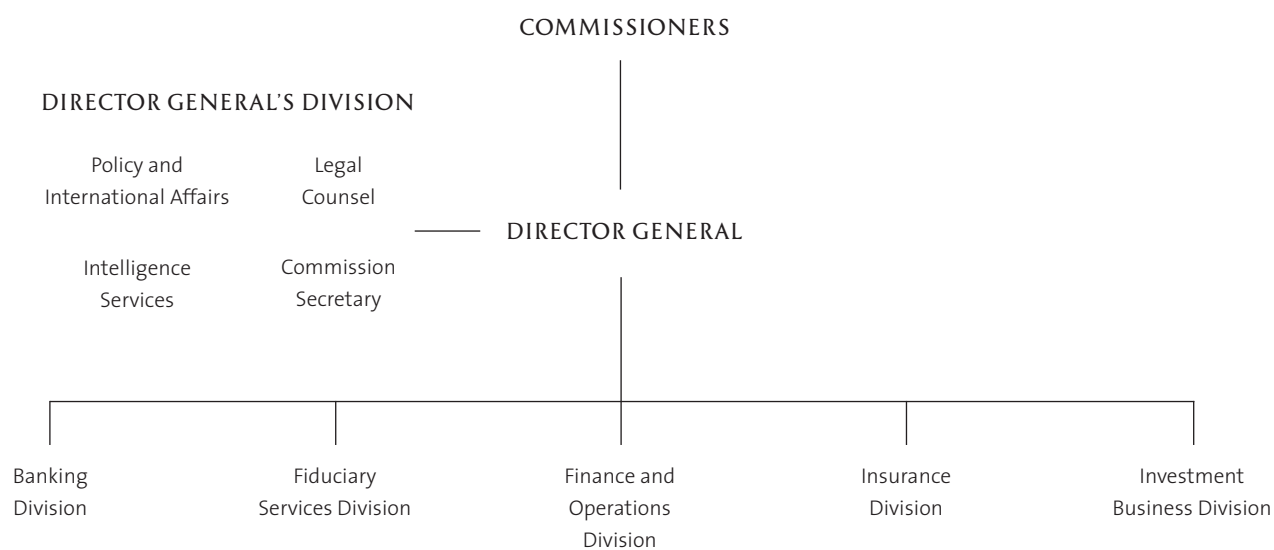 COMMISSIONERS
DIRECTOR GENERAL'S DIVISION
Policy and
International Affairs
Legal
Counsel
Intelligence
Services
Commission
Secretary
DIRECTOR GENERAL
Banking
Division
Fiduciary
Services Division
Finance and
Operations
Division
Insurance
Division
Investment
Business Division